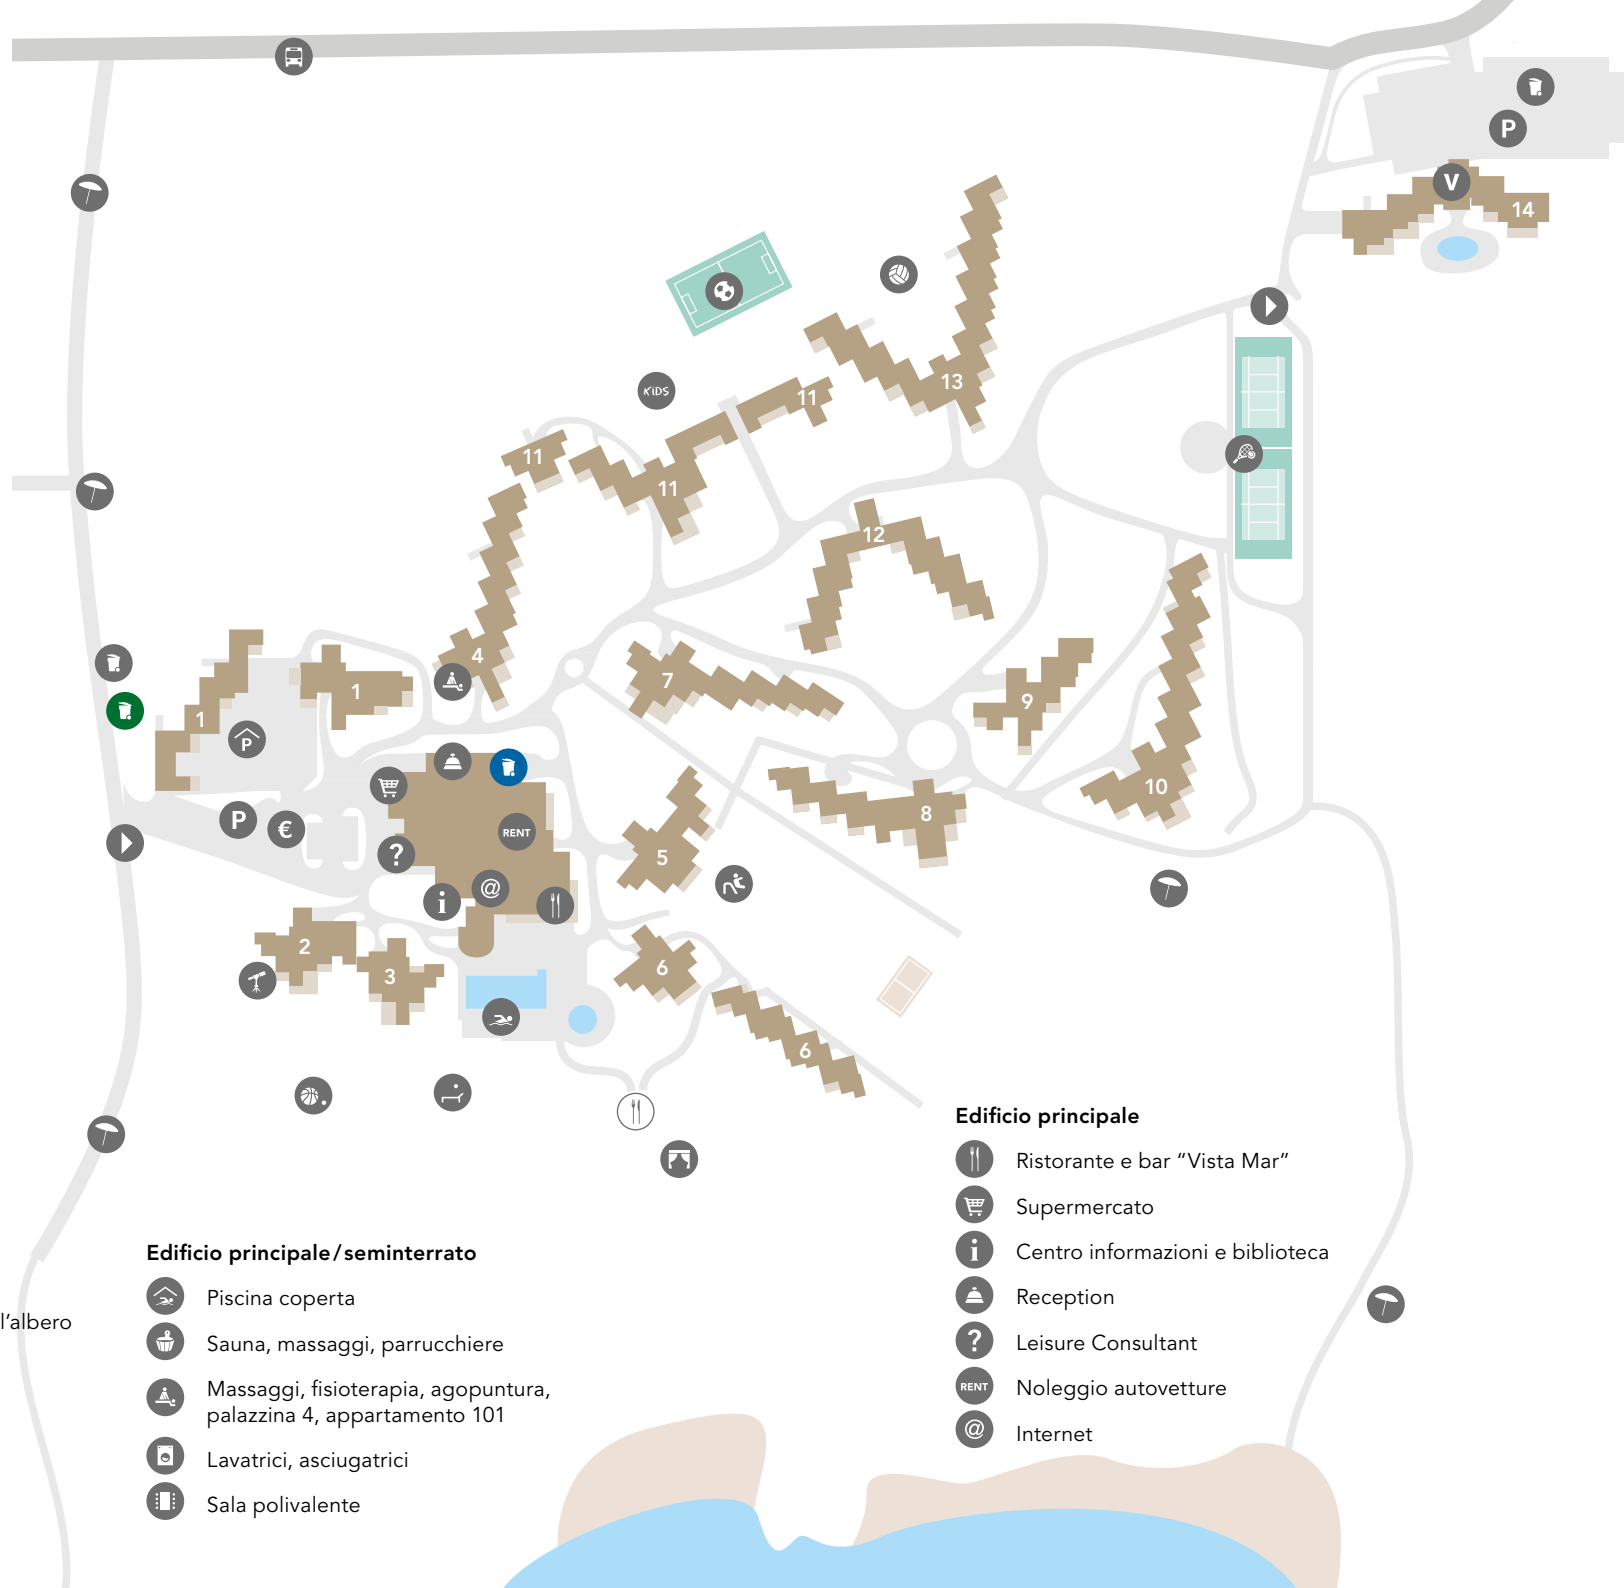 P
V
14
13
11
KiDS
11
11
12
4
1
7
9
1
P
10
RENT
8
P
€
?
5
@
i
2
3
6
6
Edificio principale
Ristorante e bar “Vista Mar”
Supermercato
i Centro informazioni e biblioteca
Reception
? Leisure Consultant
RENT Noleggio autovetture
@ Internet
Edificio principale/seminterrato
Piscina coperta
l’albero
Sauna, massaggi, parrucchiere
Massaggi, fisioterapia, agopuntura,
palazzina 4, appartamento 101
Lavatrici, asciugatrici
Sala polivalente